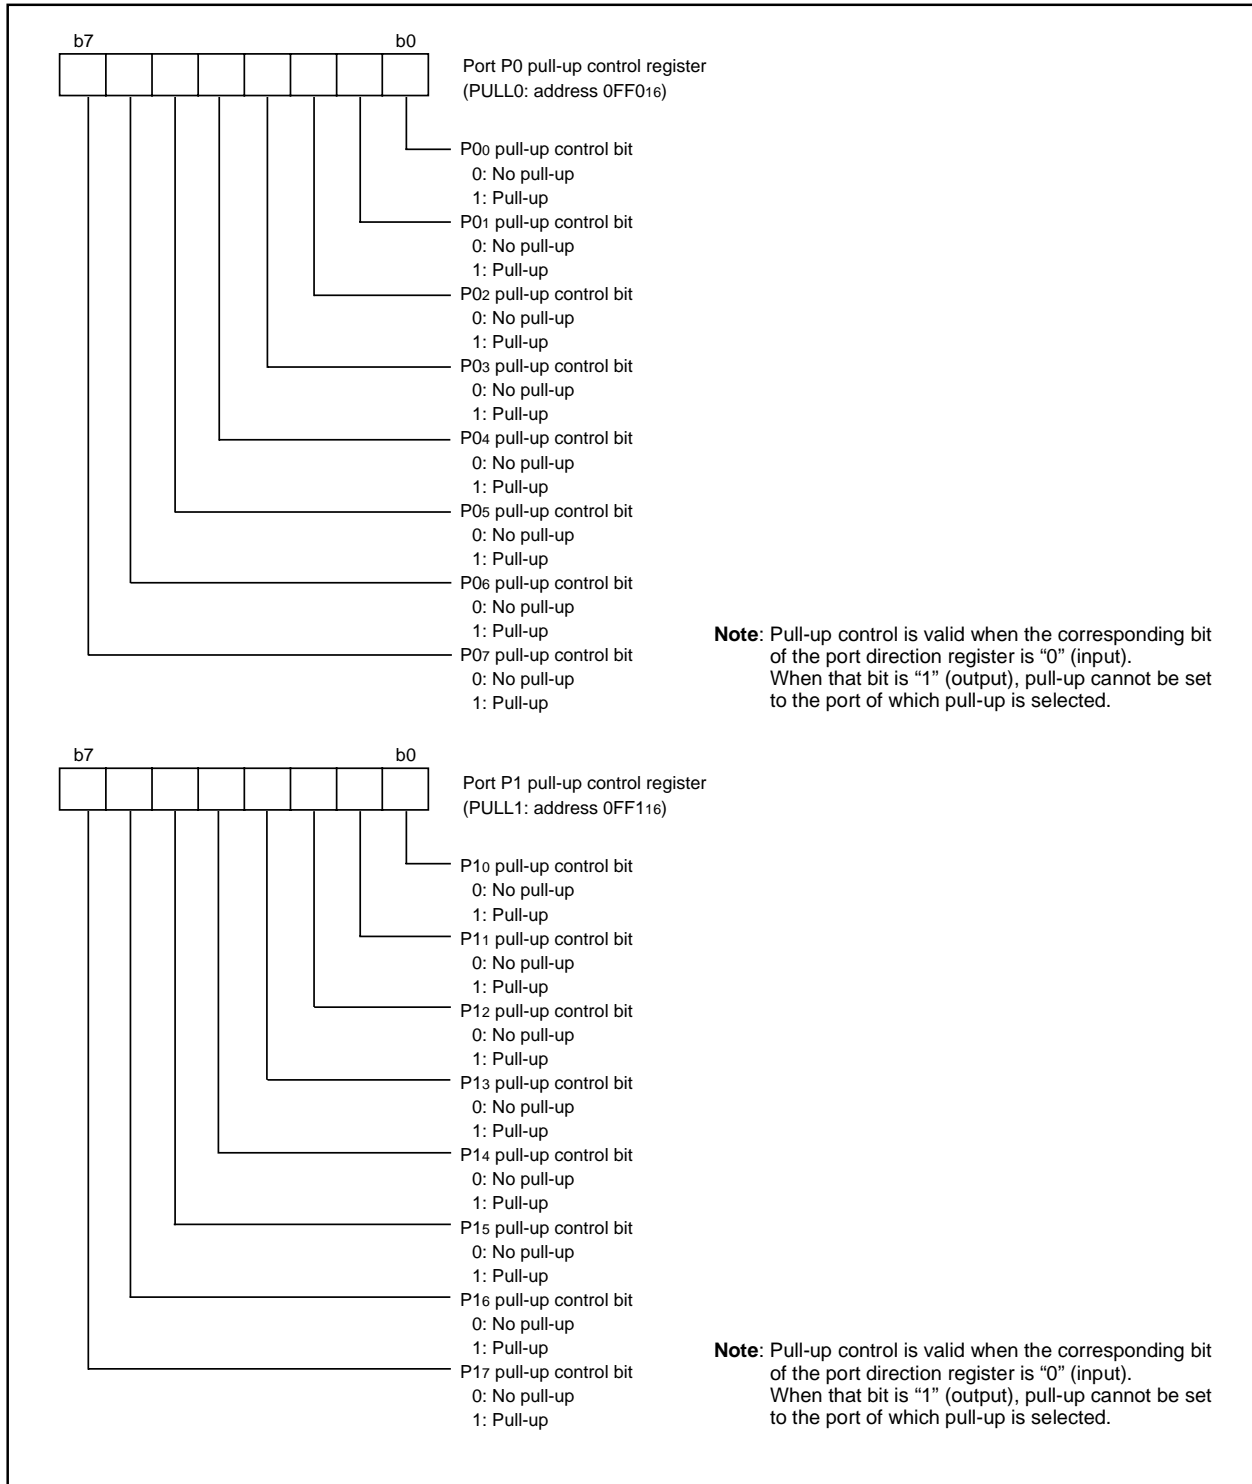 b7 b0
Port P0 pull-up control register
(PULL0: address 0FF016)
P00 pull-up control bit
0: No pull-up
1: Pull-up
P01 pull-up control bit
0: No pull-up
1: Pull-up
P02 pull-up control bit
0: No pull-up
1: Pull-up
P03 pull-up control bit
0: No pull-up
1: Pull-up
P04 pull-up control bit
0: No pull-up
1: Pull-up
P05 pull-up control bit
0: No pull-up
1: Pull-up
P06 pull-up control bit
0: No pull-up
1: Pull-up
P07 pull-up control bit
0: No pull-up
1: Pull-up
Note: Pull-up control is valid when the corresponding bit
of the port direction register is “0” (input).
When that bit is “1” (output), pull-up cannot be set
to the port of which pull-up is selected.
b7 b0
Port P1 pull-up control register
(PULL1: address 0FF116)
P10 pull-up control bit
0: No pull-up
1: Pull-up
P11 pull-up control bit
0: No pull-up
1: Pull-up
P12 pull-up control bit
0: No pull-up
1: Pull-up
P13 pull-up control bit
0: No pull-up
1: Pull-up
P14 pull-up control bit
0: No pull-up
1: Pull-up
P15 pull-up control bit
0: No pull-up
1: Pull-up
P16 pull-up control bit
0: No pull-up
1: Pull-up
P17 pull-up control bit
0: No pull-up
1: Pull-up
Note: Pull-up control is valid when the corresponding bit
of the port direction register is “0” (input).
When that bit is “1” (output), pull-up cannot be set
to the port of which pull-up is selected.